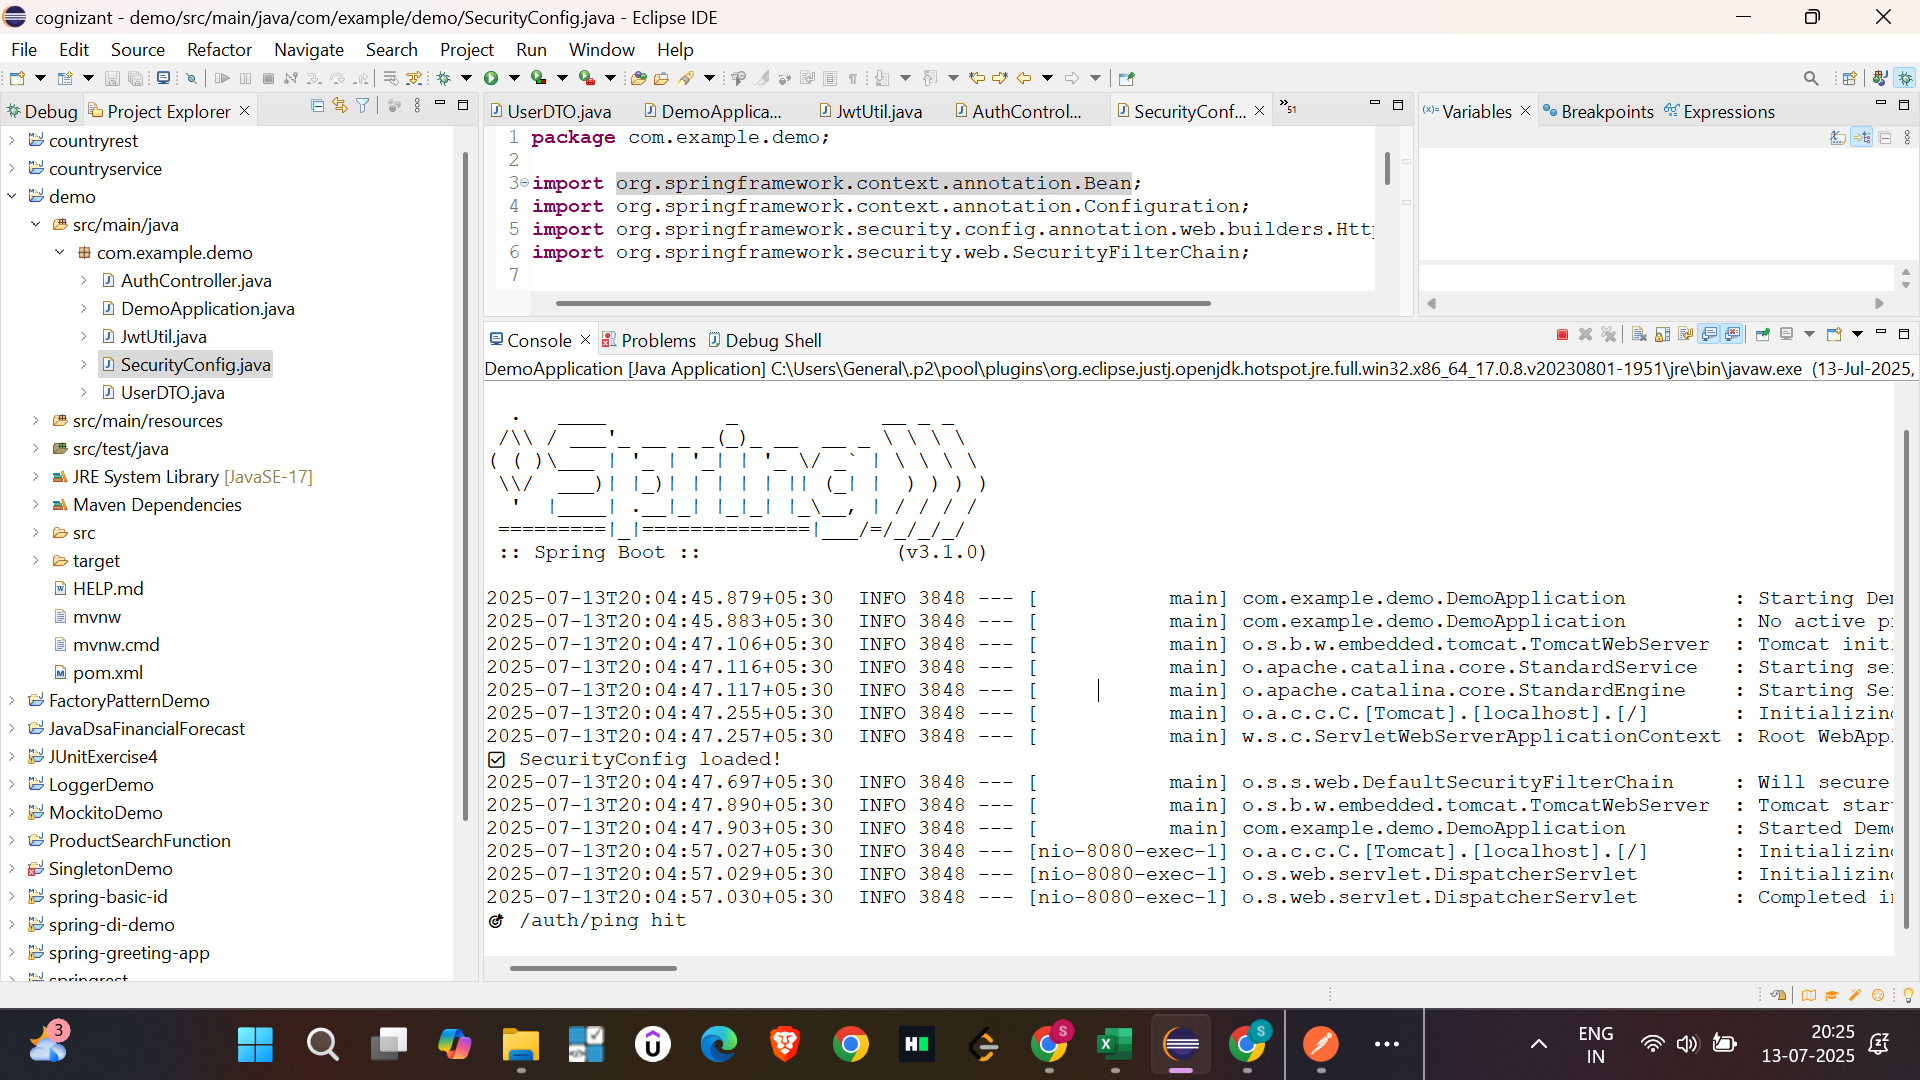 cognizant - demo/src/main/java/com/example/demo/SecurityConfig.java - Eclipse IDE
File Edit Source Refactor Navigate Search Project Run Window Help
Debug Project Explorer
countryrest
countryservice
demo
src/main/java
com.example.demo
AuthController.java
DemoApplication.java
JwtUtil.java
SecurityConfig.java
UserDTO.java
src/main/resources
src/test/java
JRE System Library [JavaSE-17]
Maven Dependencies
src
target
HELP.md
mvnw
mvnw.cmd
pom.xml
FactoryPatternDemo
JavaDsaFinancialForecast
JUnitExercise4
LoggerDemo
MockitoDemo
ProductSearchFunction
SingletonDemo
spring-basic-id
spring-di-demo
spring-greeting-app
springrest
UserDTO.java DemoApplica... JwtUtil.java AuthControl... SecurityConf... »51
1 package com.example.demo;
2
3 import org.springframework.context.annotation.Bean;
4 import org.springframework.context.annotation.Configuration;
5 import org.springframework.security.config.annotation.web.builders.Htt
6 import org.springframework.security.web.SecurityFilterChain;
7
Variables Breakpoints Expressions
Console Problems Debug Shell
DemoApplication [Java Application] C:\Users\General\.p2\pool\plugins\org.eclipse.justj.openjdk.hotspot.jre.full.win32.x86_64_17.0.8.v20230801-1951\jre\bin\javaw.exe (13-Jul-2025,
Spring
:: Spring Boot :: (v3.1.0)
2025-07-13T20:04:45.879+05:30 INFO 3848 --- [ main] com.example.demo.DemoApplication : Starting De
2025-07-13T20:04:45.883+05:30 INFO 3848 --- [ main] com.example.demo.DemoApplication : No active p
2025-07-13T20:04:47.106+05:30 INFO 3848 --- [ main] o.s.b.w.embedded.tomcat.TomcatWebServer : Tomcat init
2025-07-13T20:04:47.116+05:30 INFO 3848 --- [ main] o.apache.catalina.core.StandardService : Starting se
2025-07-13T20:04:47.117+05:30 INFO 3848 --- [ main] o.apache.catalina.core.StandardEngine : Starting Se
2025-07-13T20:04:47.255+05:30 INFO 3848 --- [ main] o.a.c.c.C.[Tomcat].[localhost].[/] : Initializin
2025-07-13T20:04:47.257+05:30 INFO 3848 --- [ main] w.s.c.ServletWebServerApplicationContext : Root WebApp
☑ SecurityConfig loaded!
2025-07-13T20:04:47.697+05:30 INFO 3848 --- [ main] o.s.s.web.DefaultSecurityFilterChain : Will secure
2025-07-13T20:04:47.890+05:30 INFO 3848 --- [ main] o.s.b.w.embedded.tomcat.TomcatWebServer : Tomcat star
2025-07-13T20:04:47.903+05:30 INFO 3848 --- [ main] com.example.demo.DemoApplication : Started Dem
2025-07-13T20:04:57.027+05:30 INFO 3848 --- [nio-8080-exec-1] o.a.c.c.C.[Tomcat].[localhost].[/] : Initializin
2025-07-13T20:04:57.029+05:30 INFO 3848 --- [nio-8080-exec-1] o.s.web.servlet.DispatcherServlet : Initializin
2025-07-13T20:04:57.030+05:30 INFO 3848 --- [nio-8080-exec-1] o.s.web.servlet.DispatcherServlet : Completed i
/auth/ping hit
3
ENG
IN
20:25
13-07-2025